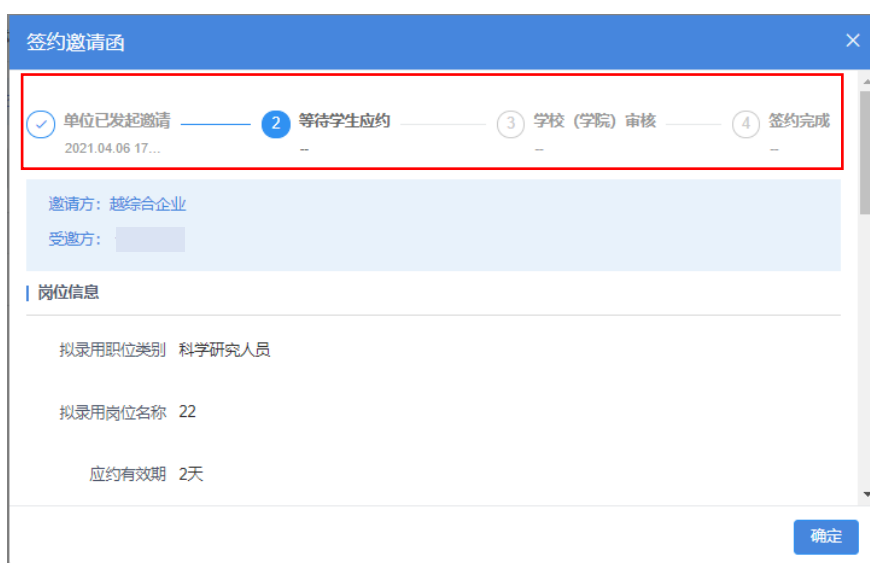 签约邀请函
单位已发起邀请 2 等待学生应约 3 学校（学院）审核 4 签约完成
2021.04.06 17... -- -- --
邀请方：越综合企业
受邀方：
岗位信息
拟录用职位类别 科学研究人员
拟录用岗位名称 22
应约有效期 2天
确定